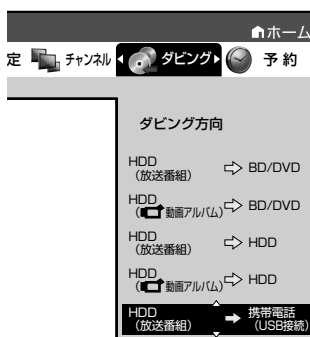 ホーム
定 チャンネル ダビング 予約
ダビング方向
HDD
(放送番組) ⇨ BD/DVD
HDD
(動画アルバム) ⇨ BD/DVD
HDD
(放送番組) ⇨ HDD
HDD
(動画アルバム) ⇨ HDD
HDD
(放送番組) ➡ 携帯電話
(USB接続)